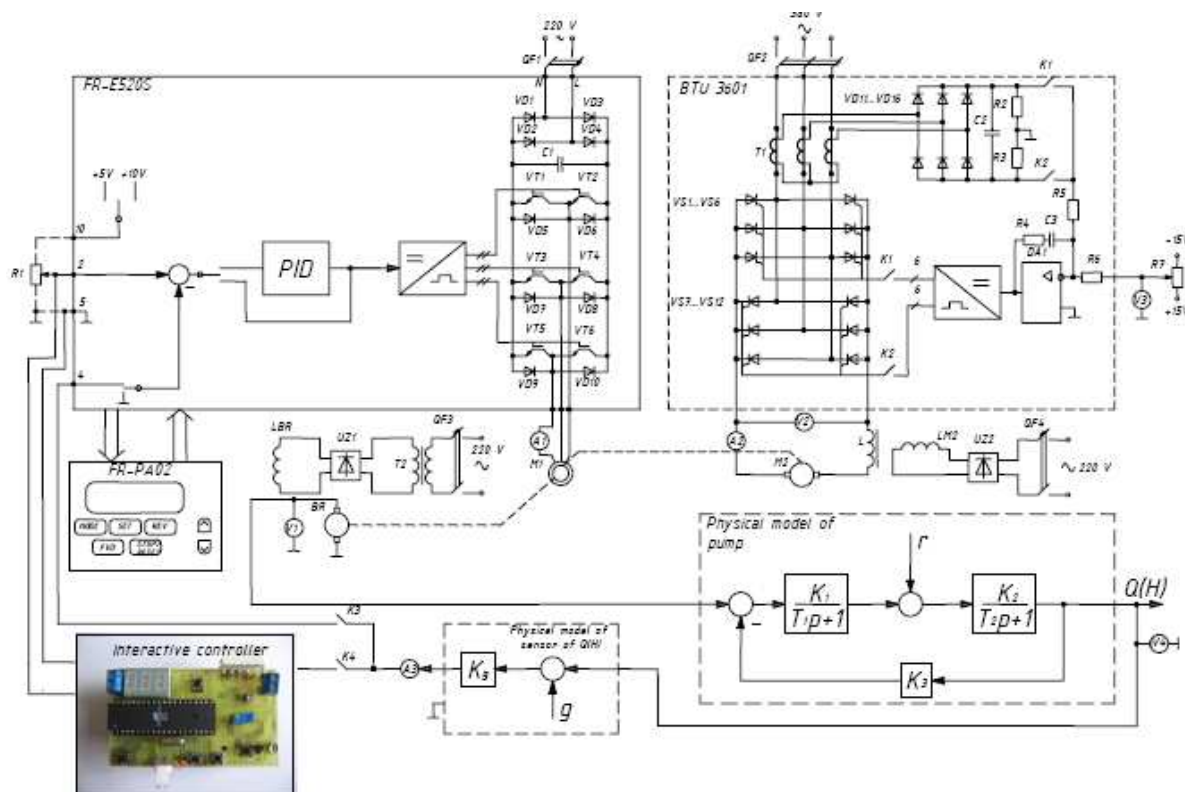 220 V
QF1
N
L
FR-E520S
VD1
VD3
VD2
VD4
C1
VT1
VT2
VD5
VD6
VT3
VT4
VD7
VD8
VT5
VT6
VD9
VD10
+5V
+10V
10
R1
2
5
4
-
PID
=
QF2
BTU 3601
VD11...VD16
K1
R2
C2
R3
K2
T1
VS1...VS6
R5
R4
C3
DA1
R6
R7
-15V
+15V
V3
K1
6
6
=
VS7...VS12
K2
V2
A2
L
M2
LM2
UZ2
QF4
220 V
LBR
UZ1
T2
QF3
220 V
A1
M1
BR
V1
FR-PA02
MODE
SET
REV
FWD
Physical model of
pump
r
K1
T1p+1
K2
T2p+1
-
K3
Q(H)
V4
K3
K4
A3
Physical model of
sensor of Q(H)
g
Interactive controller